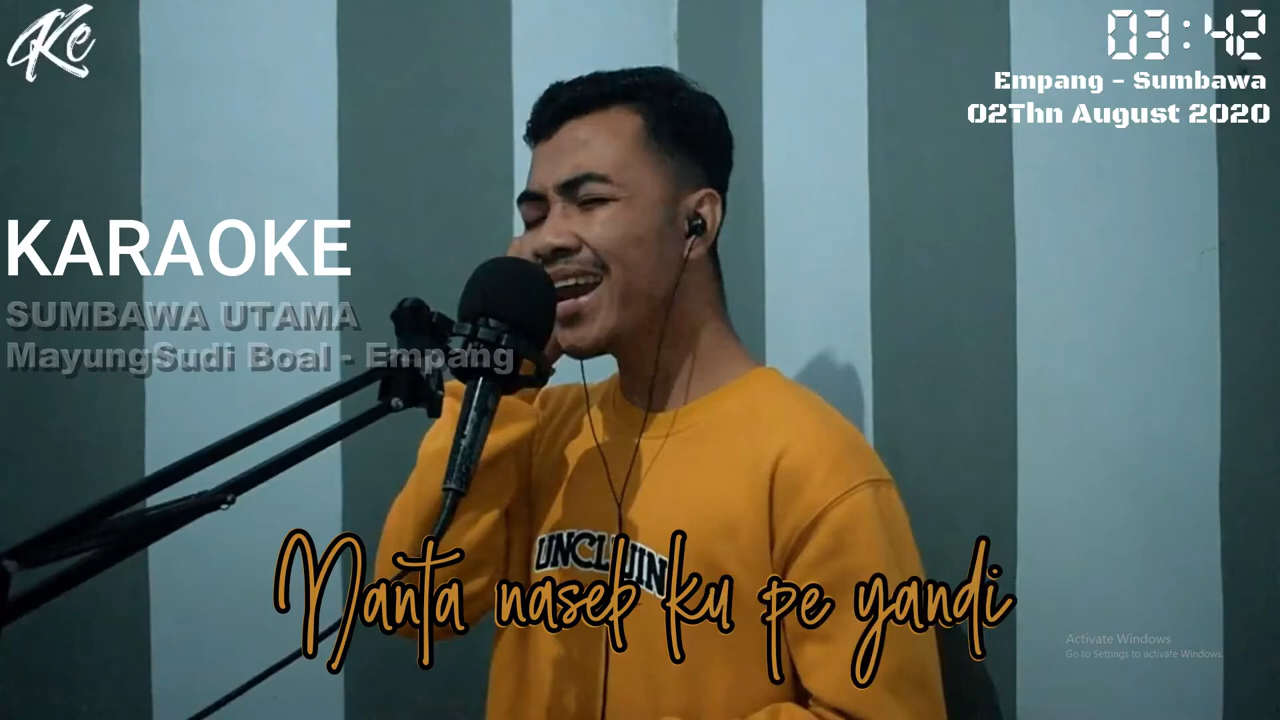 Ke
03:42
Empang - Sumbawa
02Thn August 2020
KARAOKE
SUMBAWA UTAMA
MayungSudi Boal - Empang
Nanta naseb ku pe yandi
Activate Windows
Go to Settings to activate Windows.